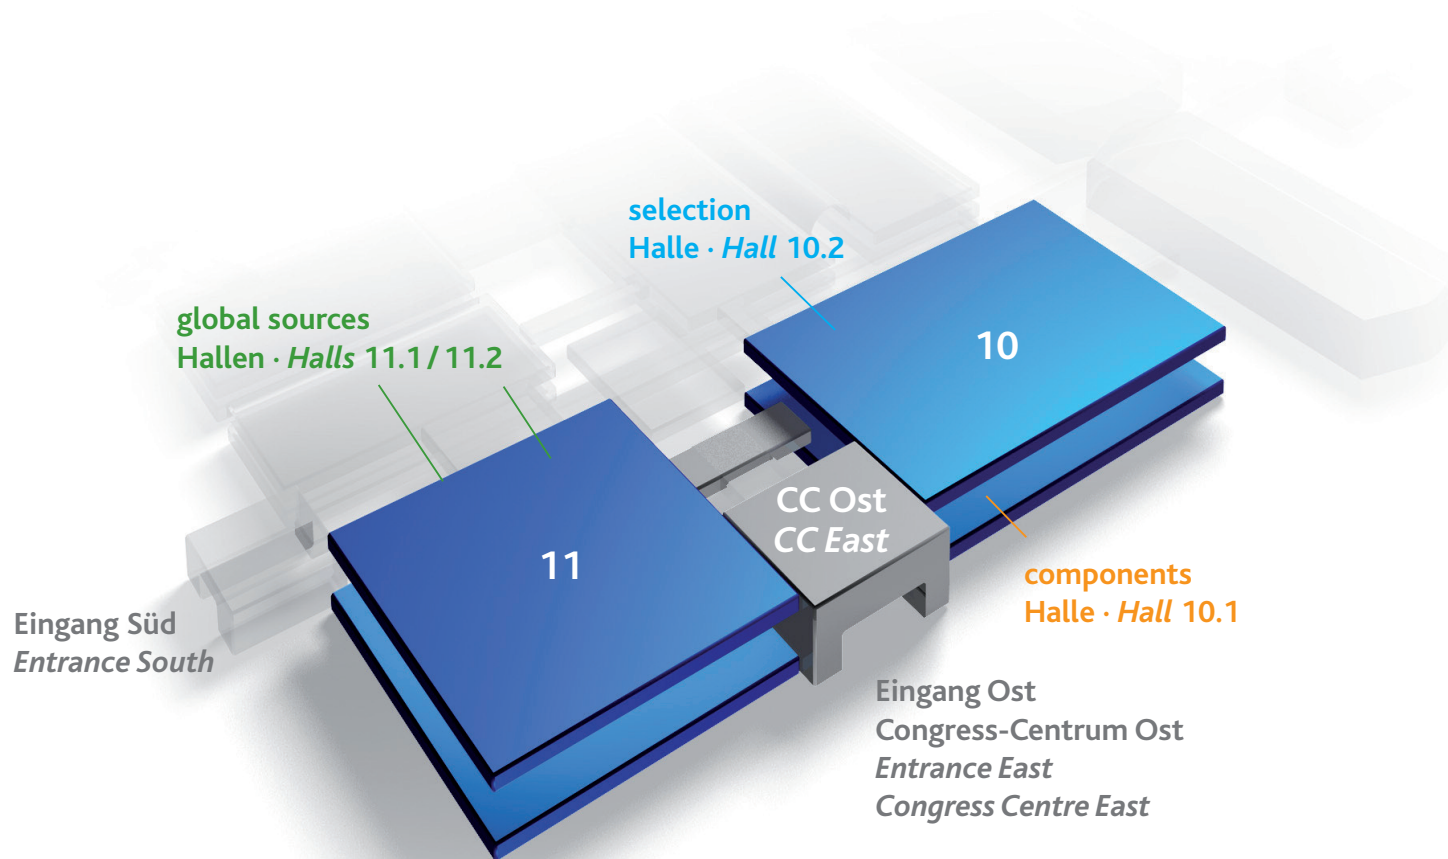 selection
Halle · Hall 10.2
global sources
Hallen · Halls 11.1 / 11.2
10
CC Ost
CC East
11
components
Halle · Hall 10.1
Eingang Süd
Entrance South
Eingang Ost
Congress-Centrum Ost
Entrance East
Congress Centre East